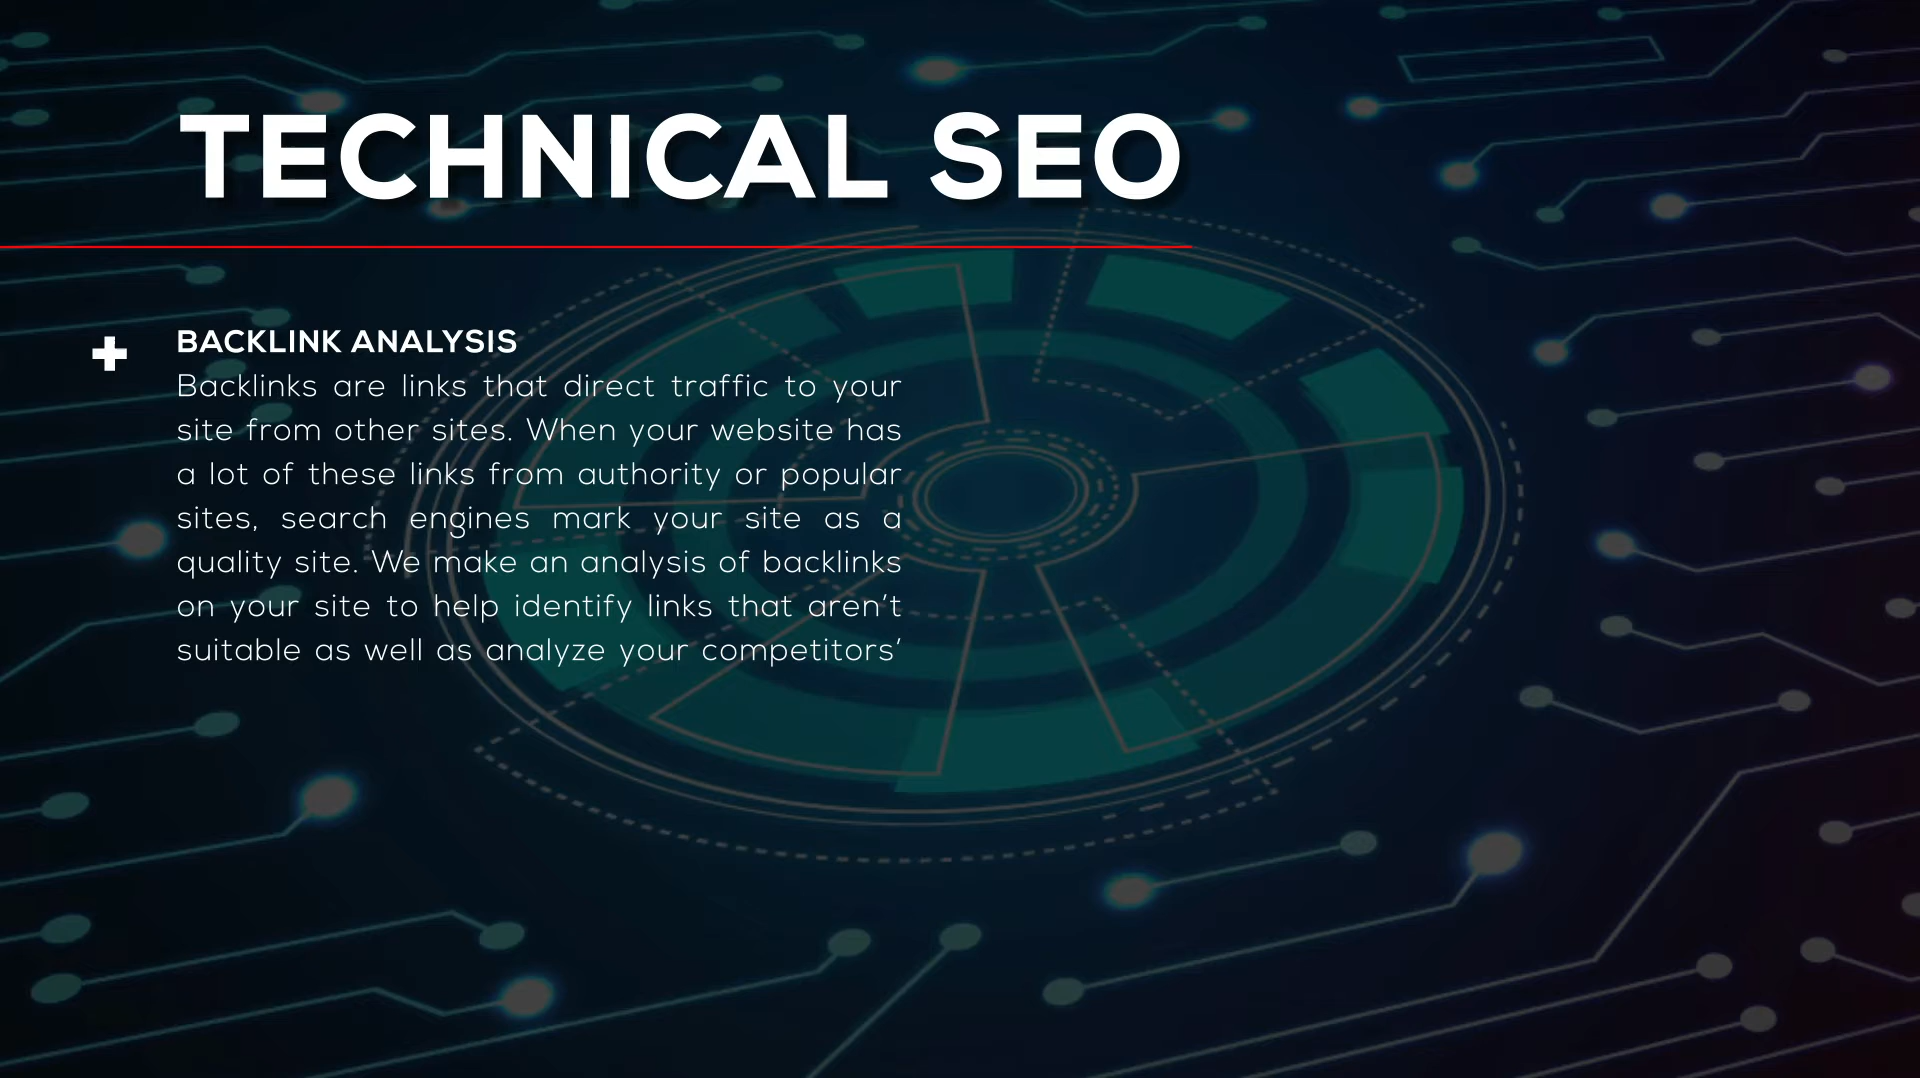 TECHNICAL SEO
BACKLINK ANALYSIS
Backlinks are links that direct traffic to your
site from other sites. When your website has
a lot of these links from authority or popular
sites, search engines mark your site as a
quality site. We make an analysis of backlinks
on your site to help identify links that aren’t
suitable as well as analyze your competitors’